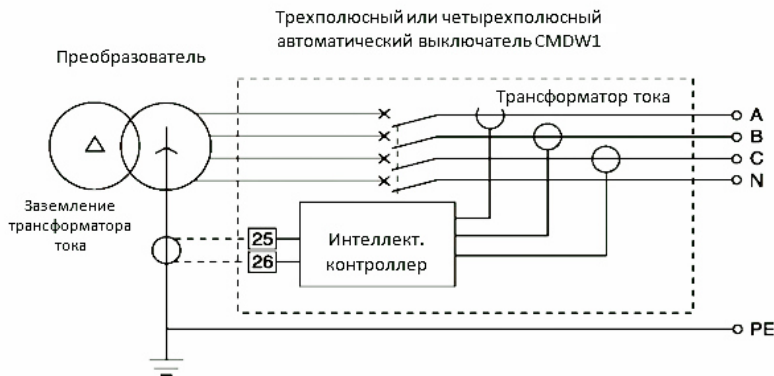 Трехполюсный или четырехполюсный
автоматический выключатель CMDW1
Преобразователь
Трансформатор тока
A
B
C
N
Заземление
трансформатора
тока
25
26
Интеллект.
контроллер
PE